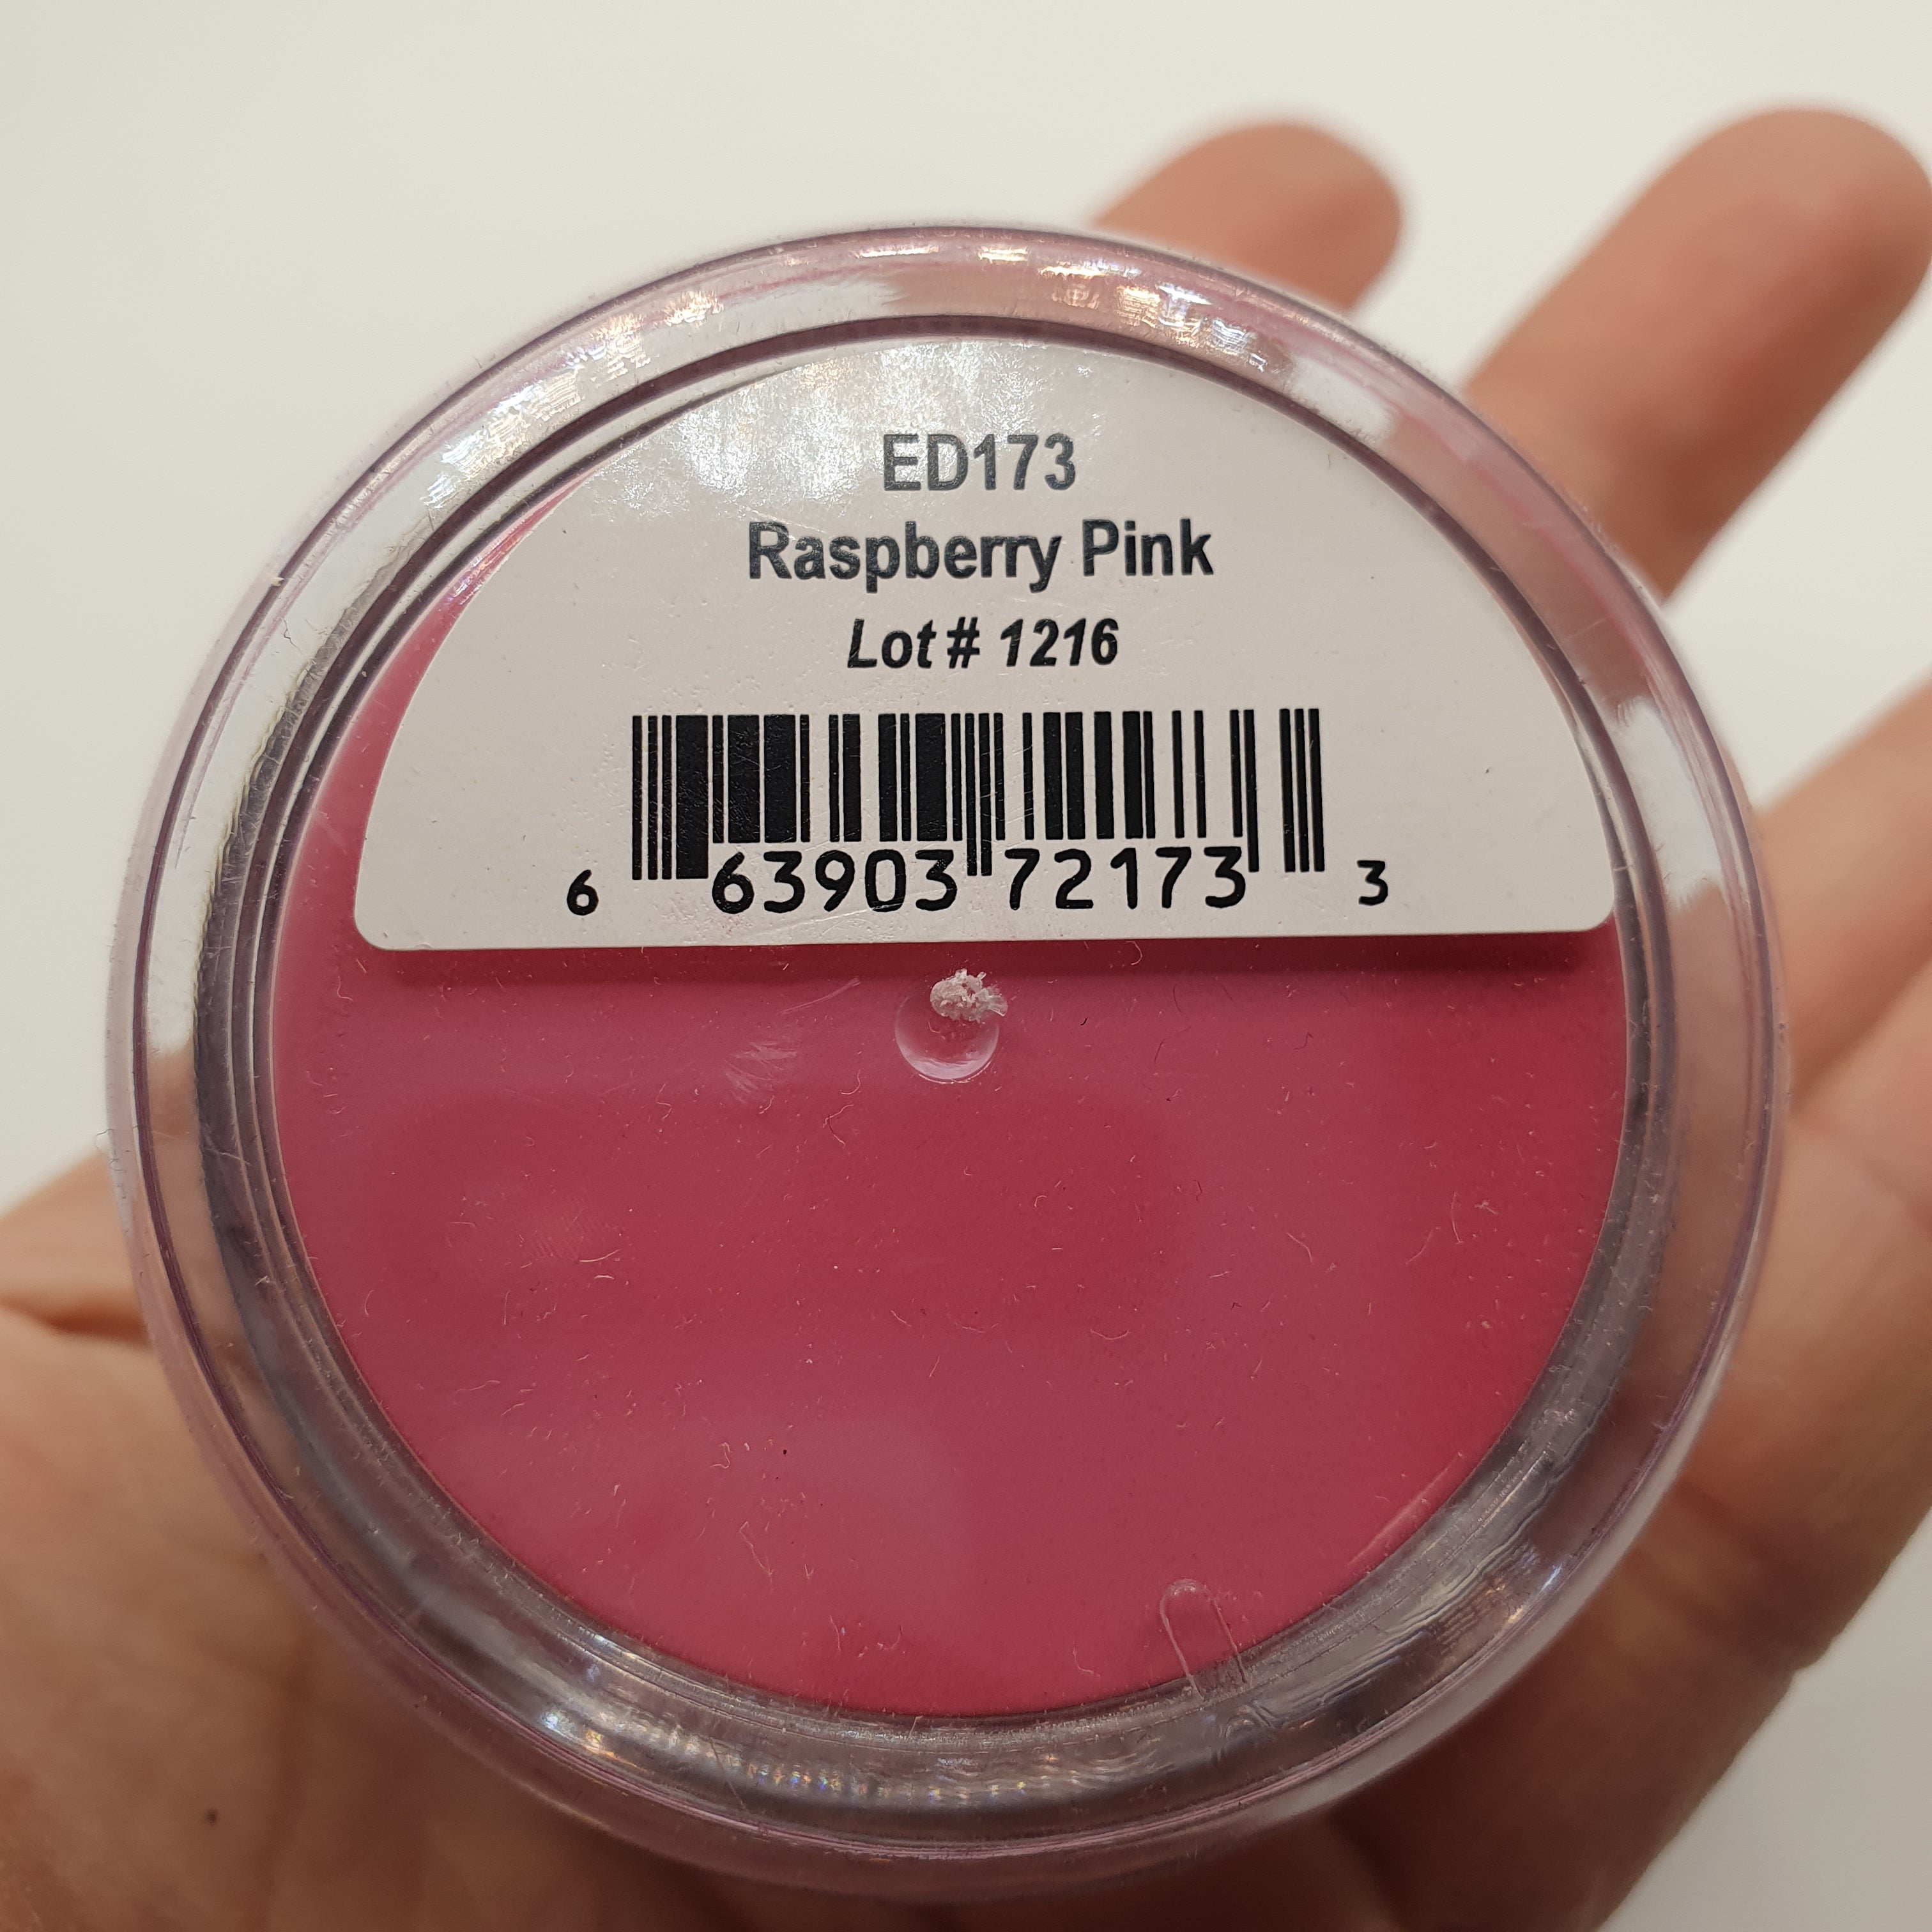 ED173
Raspberry Pink
Lot # 1216
6 63903 72173 3